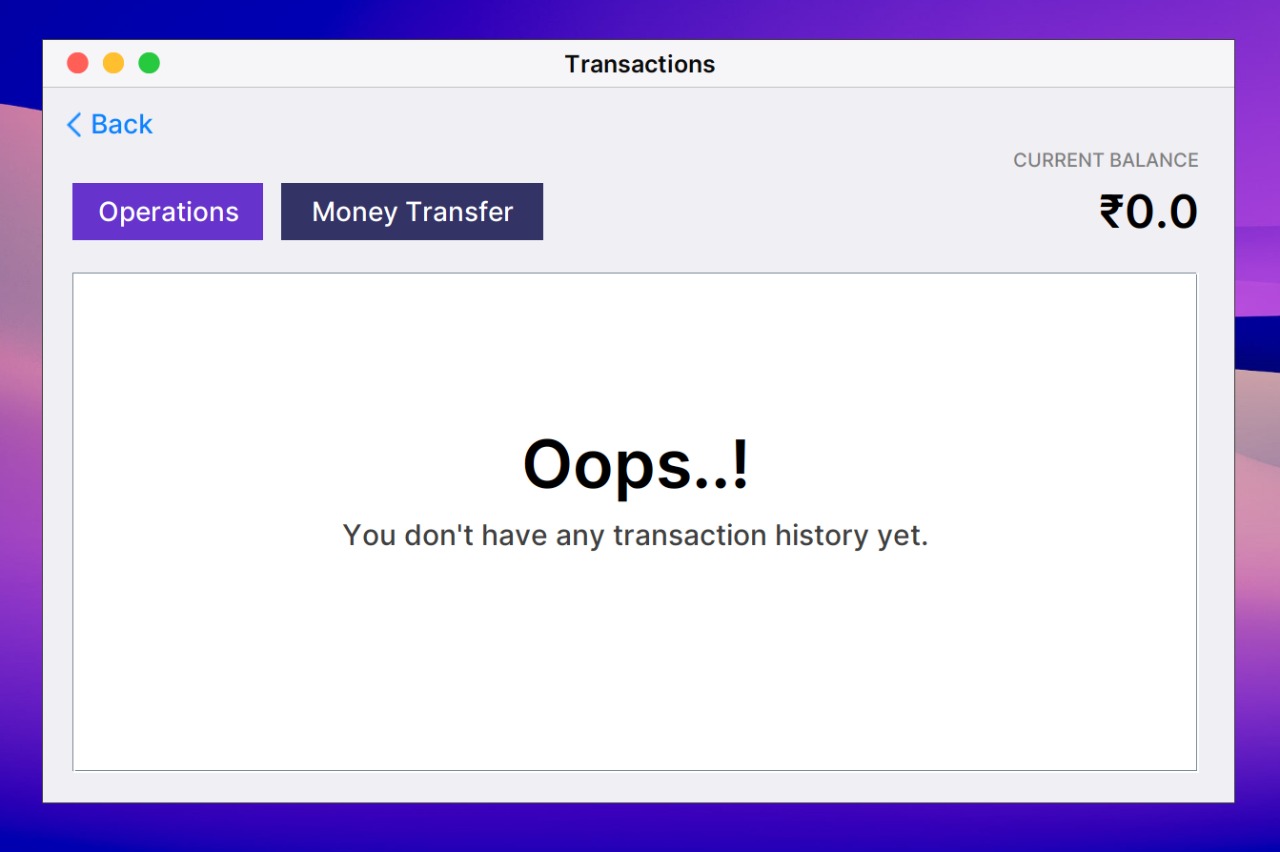 Transactions
Back
CURRENT BALANCE
Operations
Money Transfer
₹0.0
Oops..!
You don't have any transaction history yet.